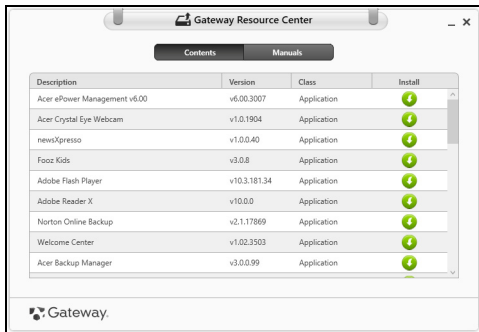 Gateway Resource Center
Contents Manuals
Description Version Class Install
Acer ePower Management v6.00 v6.00.3007 Application
Acer Crystal Eye Webcam v1.0.1904 Application
newsXpresso v1.0.0.40 Application
Fooz Kids v3.0.8 Application
Adobe Flash Player v10.3.181.34 Application
Adobe Reader X v10.0.0 Application
Norton Online Backup v2.1.17869 Application
Welcome Center v1.02.3503 Application
Acer Backup Manager v3.0.0.99 Application
Gateway.